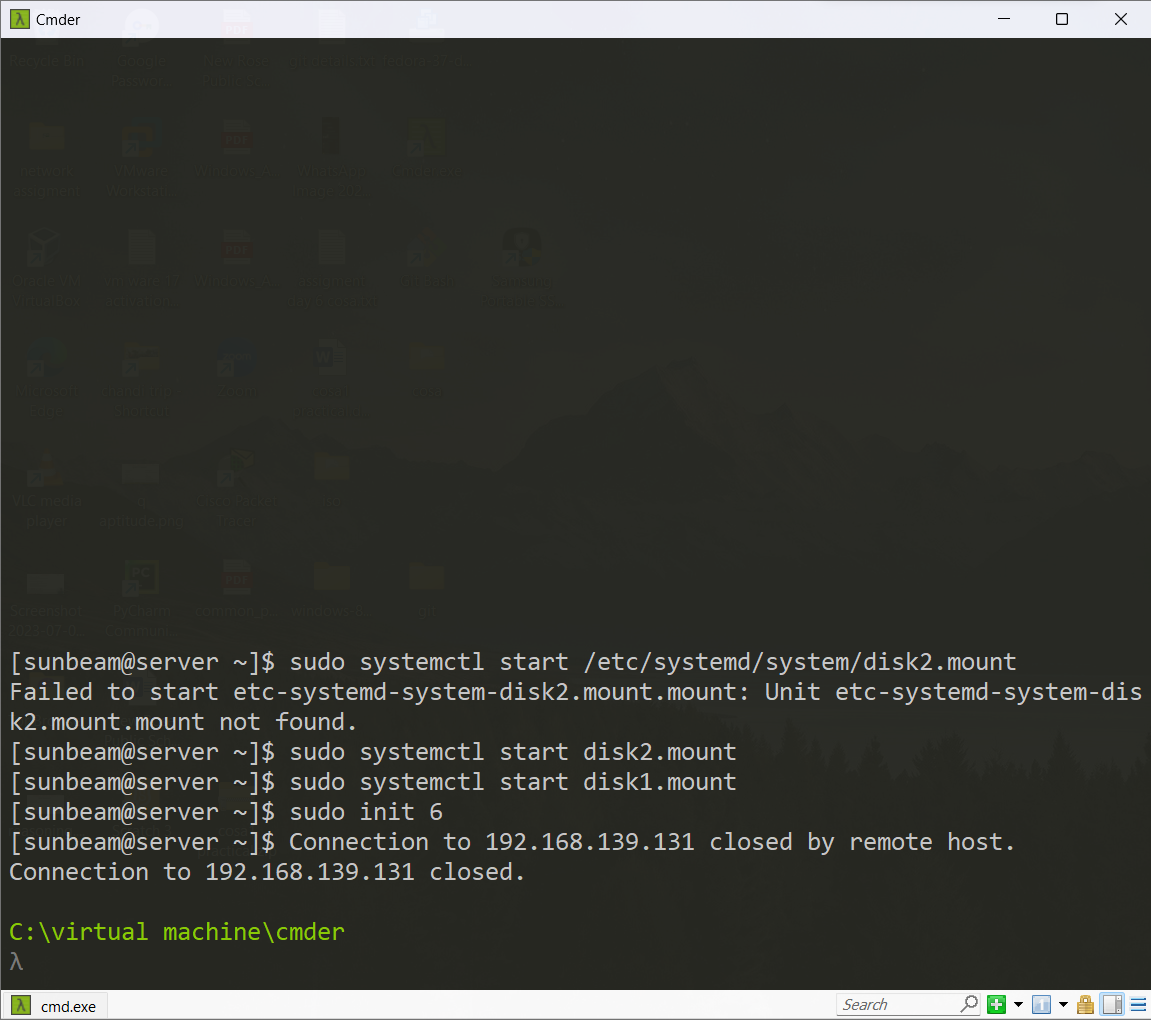 Cmder
[sunbeam@server ~]$ sudo systemctl start /etc/systemd/system/disk2.mount
Failed to start etc-systemd-system-disk2.mount.mount: Unit etc-systemd-system-dis
k2.mount.mount not found.
[sunbeam@server ~]$ sudo systemctl start disk2.mount
[sunbeam@server ~]$ sudo systemctl start disk1.mount
[sunbeam@server ~]$ sudo init 6
[sunbeam@server ~]$ Connection to 192.168.139.131 closed by remote host.
Connection to 192.168.139.131 closed.
C:\virtual machine\cmder
λ
cmd.exe
Search